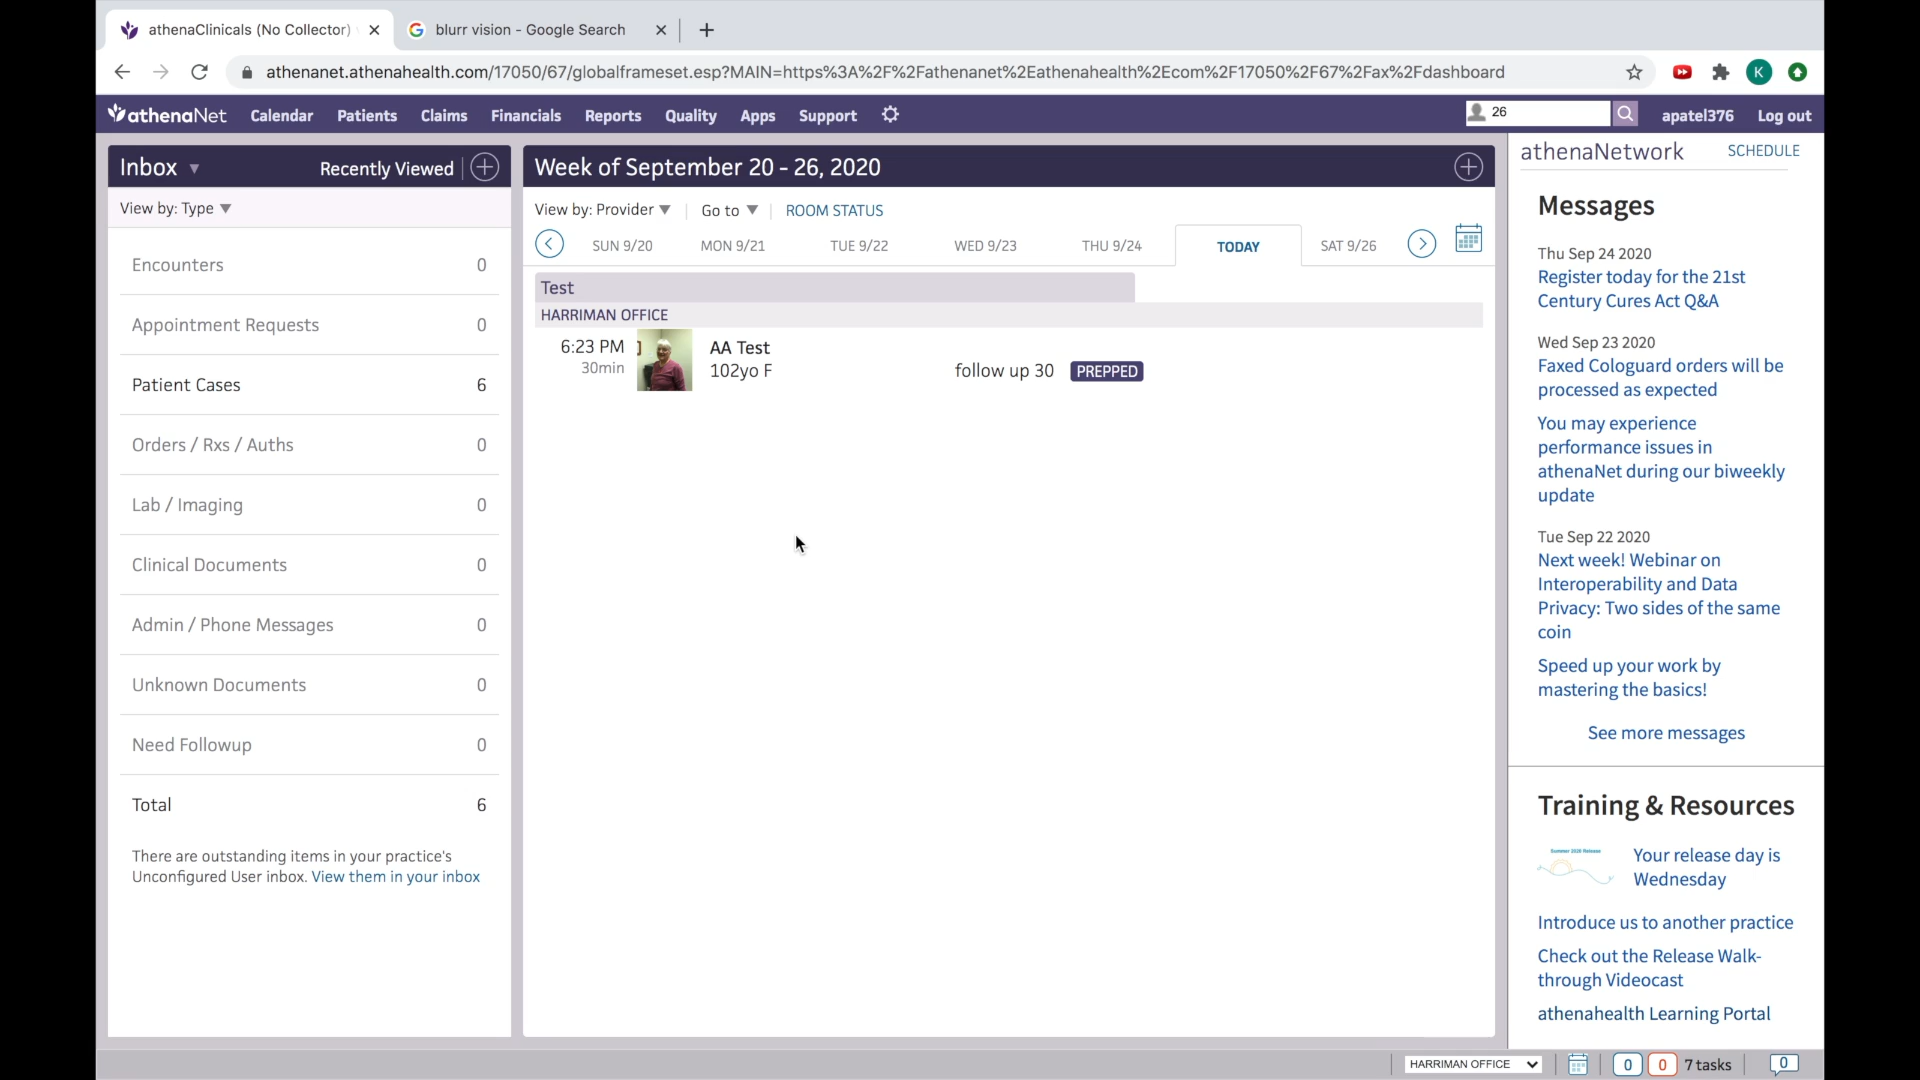 athenaClinicals (No Collector)
blurr vision - Google Search
athenanet.athenahealth.com/17050/67/globalframeset.esp?MAIN=https%3A%2F%2Fathenanet%2Eathenahealth%2Ecom%2F17050%2F67%2Fax%2Fdashboard
K
athenaNet Calendar Patients Claims Financials Reports Quality Apps Support 26 apatel376 Log out
Inbox Recently Viewed
View by: Type
Encounters 0
Appointment Requests 0
Patient Cases 6
Orders / Rxs / Auths 0
Lab / Imaging 0
Clinical Documents 0
Admin / Phone Messages 0
Unknown Documents 0
Need Followup 0
Total 6
There are outstanding items in your practice's
Unconfigured User inbox. View them in your inbox
Week of September 20 - 26, 2020
View by: Provider Go to ROOM STATUS
SUN 9/20 MON 9/21 TUE 9/22 WED 9/23 THU 9/24 TODAY SAT 9/26
Test
HARRIMAN OFFICE
6:23 PM AA Test
30min 102yo F follow up 30 PREPPED
athenaNetwork SCHEDULE
Messages
Thu Sep 24 2020
Register today for the 21st
Century Cures Act Q&A
Wed Sep 23 2020
Faxed Cologuard orders will be
processed as expected
You may experience
performance issues in
athenaNet during our biweekly
update
Tue Sep 22 2020
Next week! Webinar on
Interoperability and Data
Privacy: Two sides of the same
coin
Speed up your work by
mastering the basics!
See more messages
Training & Resources
Summer 2020 Release
Your release day is
Wednesday
Introduce us to another practice
Check out the Release Walk-
through Videocast
athenahealth Learning Portal
HARRIMAN OFFICE 0 0 7 tasks 0